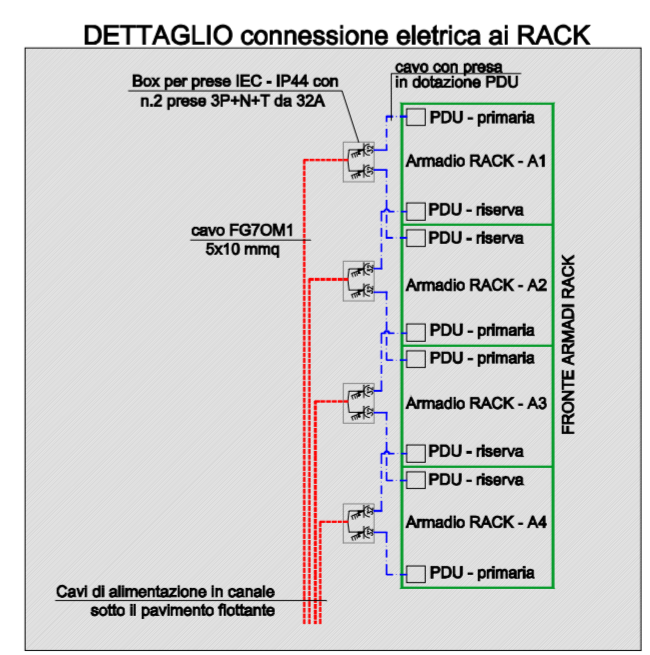 DETTAGLIO connessione eletrica ai RACK
cavo con presa
in dotazione PDU
Box per prese IEC - IP44 con
n.2 prese 3P+N+T da 32A
PDU - primaria
Armadio RACK - A1
PDU - riserva
cavo FG7OM1
5x10 mmq
PDU - riserva
Armadio RACK - A2
PDU - primaria
PDU - primaria
Armadio RACK - A3
PDU - riserva
PDU - riserva
Armadio RACK - A4
PDU - primaria
FRONTE ARMADI RACK
Cavi di alimentazione in canale
sotto il pavimento flottante